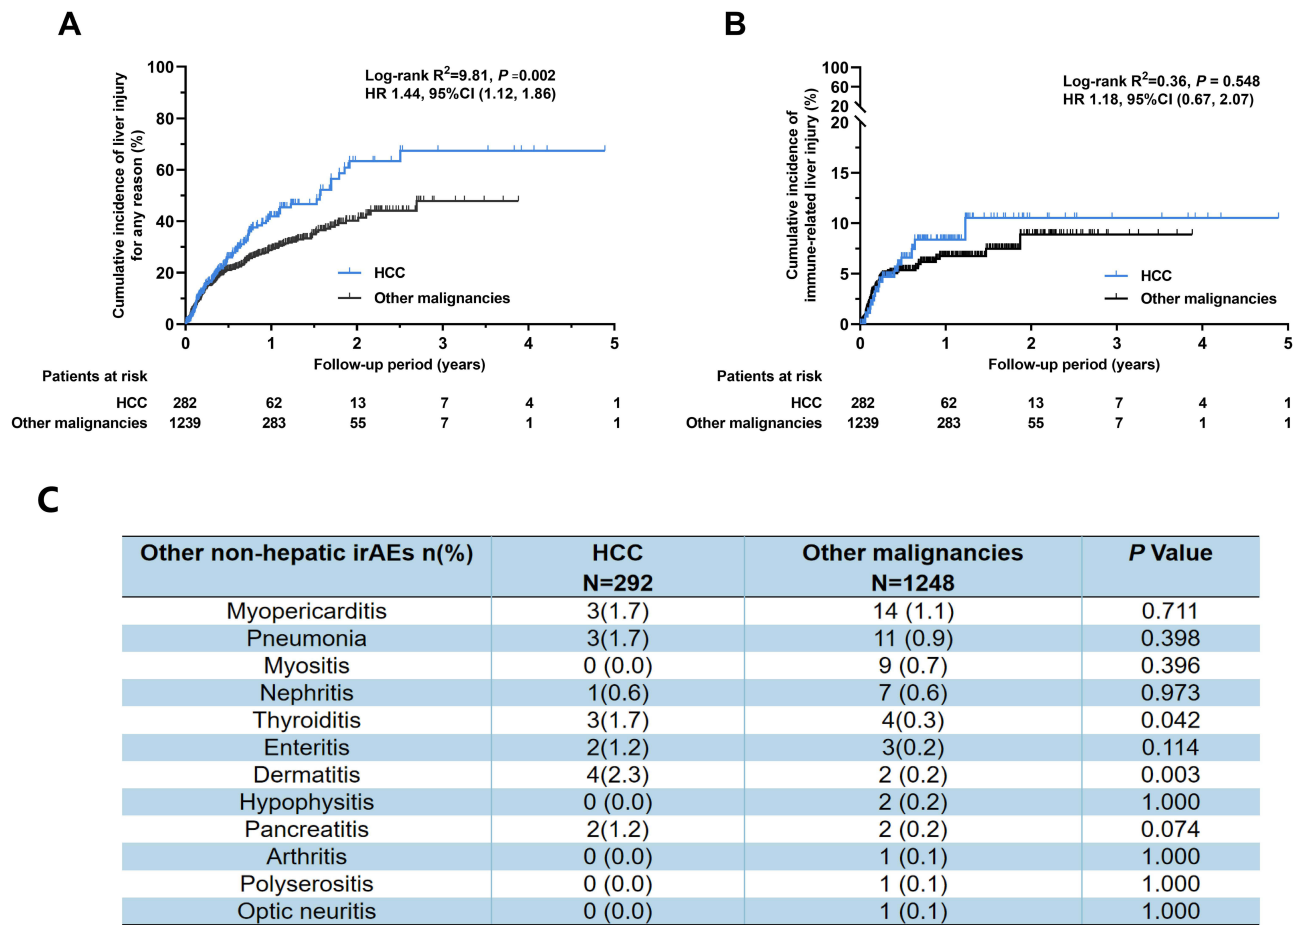 A
Cumulative incidence of liver injury
for any reason (%)
100
80
60
40
20
0
Log-rank R²=9.81, P =0.002
HR 1.44, 95%CI (1.12, 1.86)
HCC
Other malignancies
0 1 2 3 4 5
Follow-up period (years)
Patients at risk
HCC 282 62 13 7 4 1
Other malignancies 1239 283 55 7 1 1
B
Cumulative incidence of
immune-related liver injury (%)
100
60
20
20
15
10
5
0
Log-rank R²=0.36, P = 0.548
HR 1.18, 95%CI (0.67, 2.07)
HCC
Other malignancies
0 1 2 3 4 5
Follow-up period (years)
Patients at risk
HCC 282 62 13 7 4 1
Other malignancies 1239 283 55 7 1 1
C
Other non-hepatic irAEs n(%) HCC Other malignancies P Value
N=292 N=1248
Myopericarditis 3(1.7) 14 (1.1) 0.711
Pneumonia 3(1.7) 11 (0.9) 0.398
Myositis 0 (0.0) 9 (0.7) 0.396
Nephritis 1(0.6) 7 (0.6) 0.973
Thyroiditis 3(1.7) 4(0.3) 0.042
Enteritis 2(1.2) 3(0.2) 0.114
Dermatitis 4(2.3) 2 (0.2) 0.003
Hypophysitis 0 (0.0) 2 (0.2) 1.000
Pancreatitis 2(1.2) 2 (0.2) 0.074
Arthritis 0 (0.0) 1 (0.1) 1.000
Polyserositis 0 (0.0) 1 (0.1) 1.000
Optic neuritis 0 (0.0) 1 (0.1) 1.000